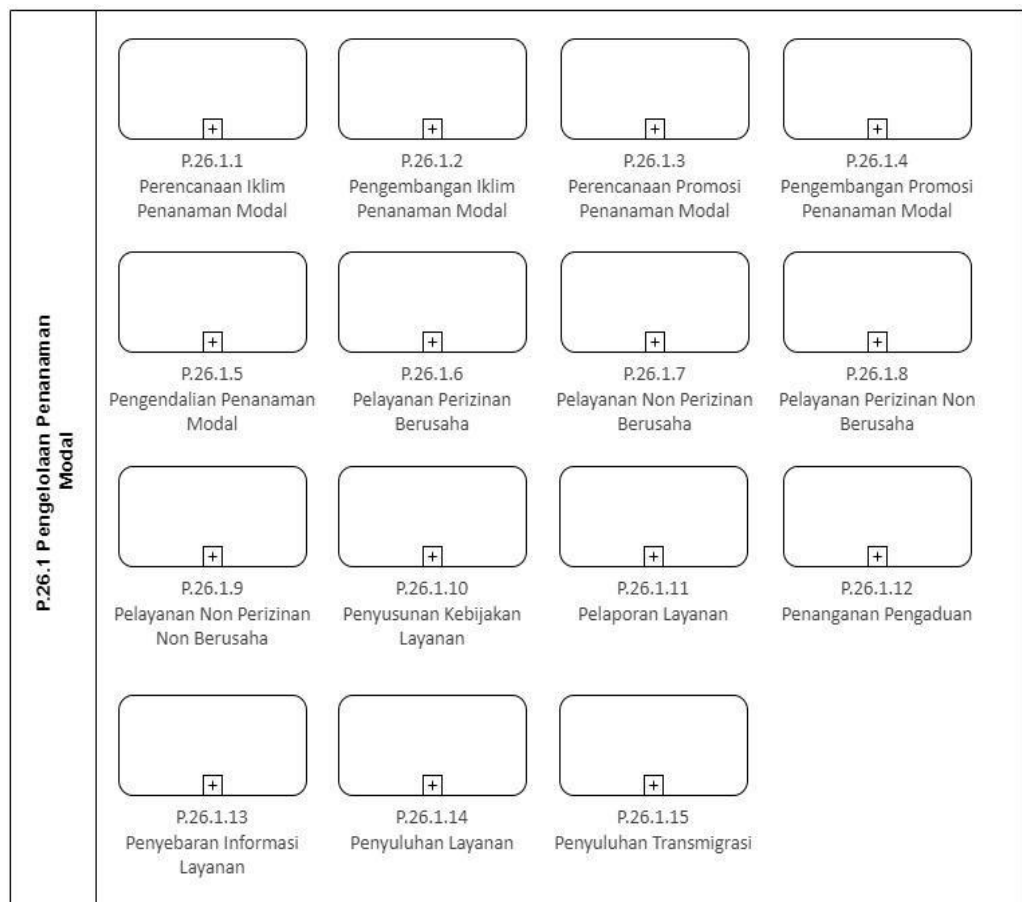 P.26.1 Pengelolaan Penanaman
Modal
P.26.1.1
Perencanaan Iklim
Penanaman Modal
P.26.1.2
Pengembangan Iklim
Penanaman Modal
P.26.1.3
Perencanaan Promosi
Penanaman Modal
P.26.1.4
Pengembangan Promosi
Penanaman Modal
P.26.1.5
Pengendalian Penanaman
Modal
P.26.1.6
Pelayanan Perizinan
Berusaha
P.26.1.7
Pelayanan Non Perizinan
Berusaha
P.26.1.8
Pelayanan Perizinan Non
Berusaha
P.26.1.9
Pelayanan Non Perizinan
Non Berusaha
P.26.1.10
Penyusunan Kebijakan
Layanan
P.26.1.11
Pelaporan Layanan
P.26.1.12
Penanganan Pengaduan
P.26.1.13
Penyebaran Informasi
Layanan
P.26.1.14
Penyuluhan Layanan
P.26.1.15
Penyuluhan Transmigrasi